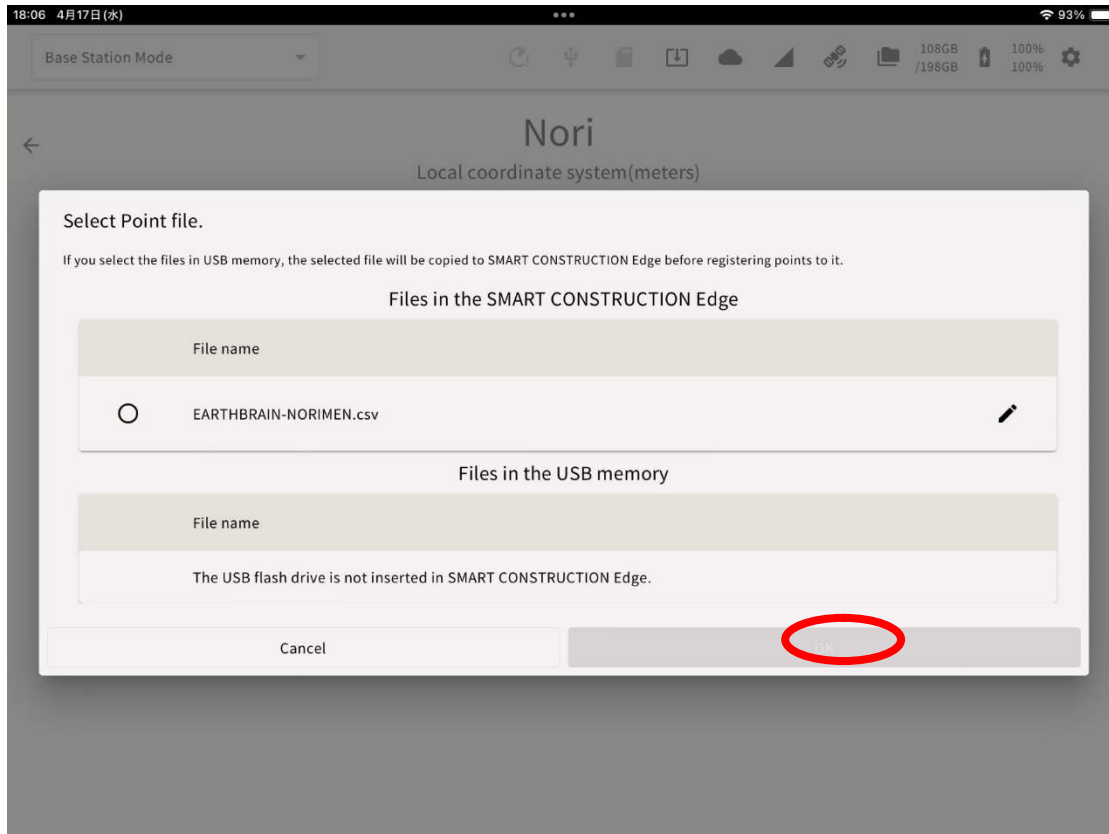 18:06 4月17日(水)
93%
Base Station Mode
108GB
/198GB
100%
100%
Nori
Local coordinate system(meters)
Select Point file.
If you select the files in USB memory, the selected file will be copied to SMART CONSTRUCTION Edge before registering points to it.
Files in the SMART CONSTRUCTION Edge
File name
EARTHBRAIN-NORIMEN.csv
Files in the USB memory
File name
The USB flash drive is not inserted in SMART CONSTRUCTION Edge.
Cancel
OK